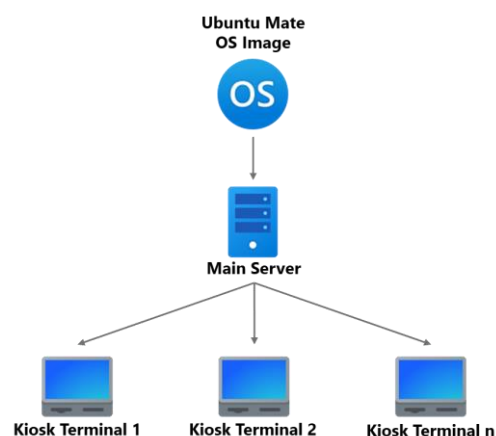 Ubuntu Mate
OS Image
OS
Main Server
Kiosk Terminal 1
Kiosk Terminal 2
Kiosk Terminal n